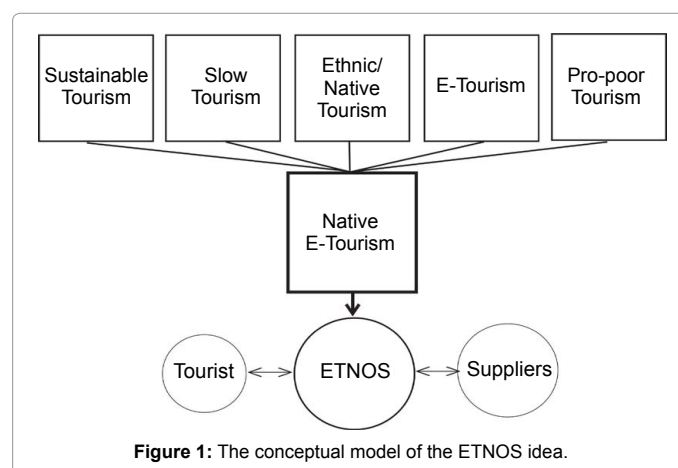 Sustainable
Tourism
Slow
Tourism
Ethnic/
Native
Tourism
E-Tourism
Pro-poor
Tourism
Native
E-Tourism
Tourist
ETNOS
Suppliers
Figure 1: The conceptual model of the ETNOS idea.